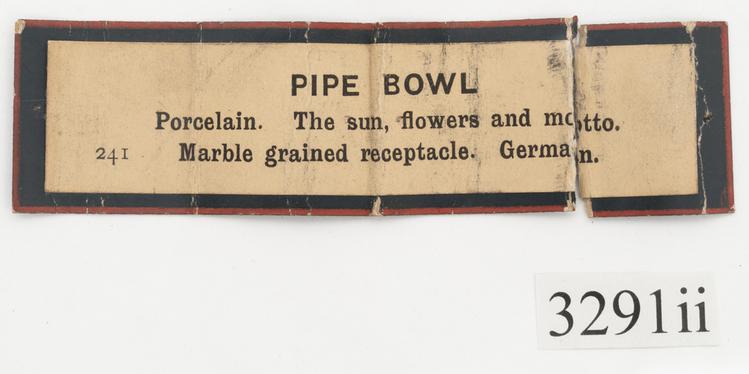 PIPE BOWL
Porcelain. The sun, flowers and motto.
241 Marble grained receptacle. German.
3291ii